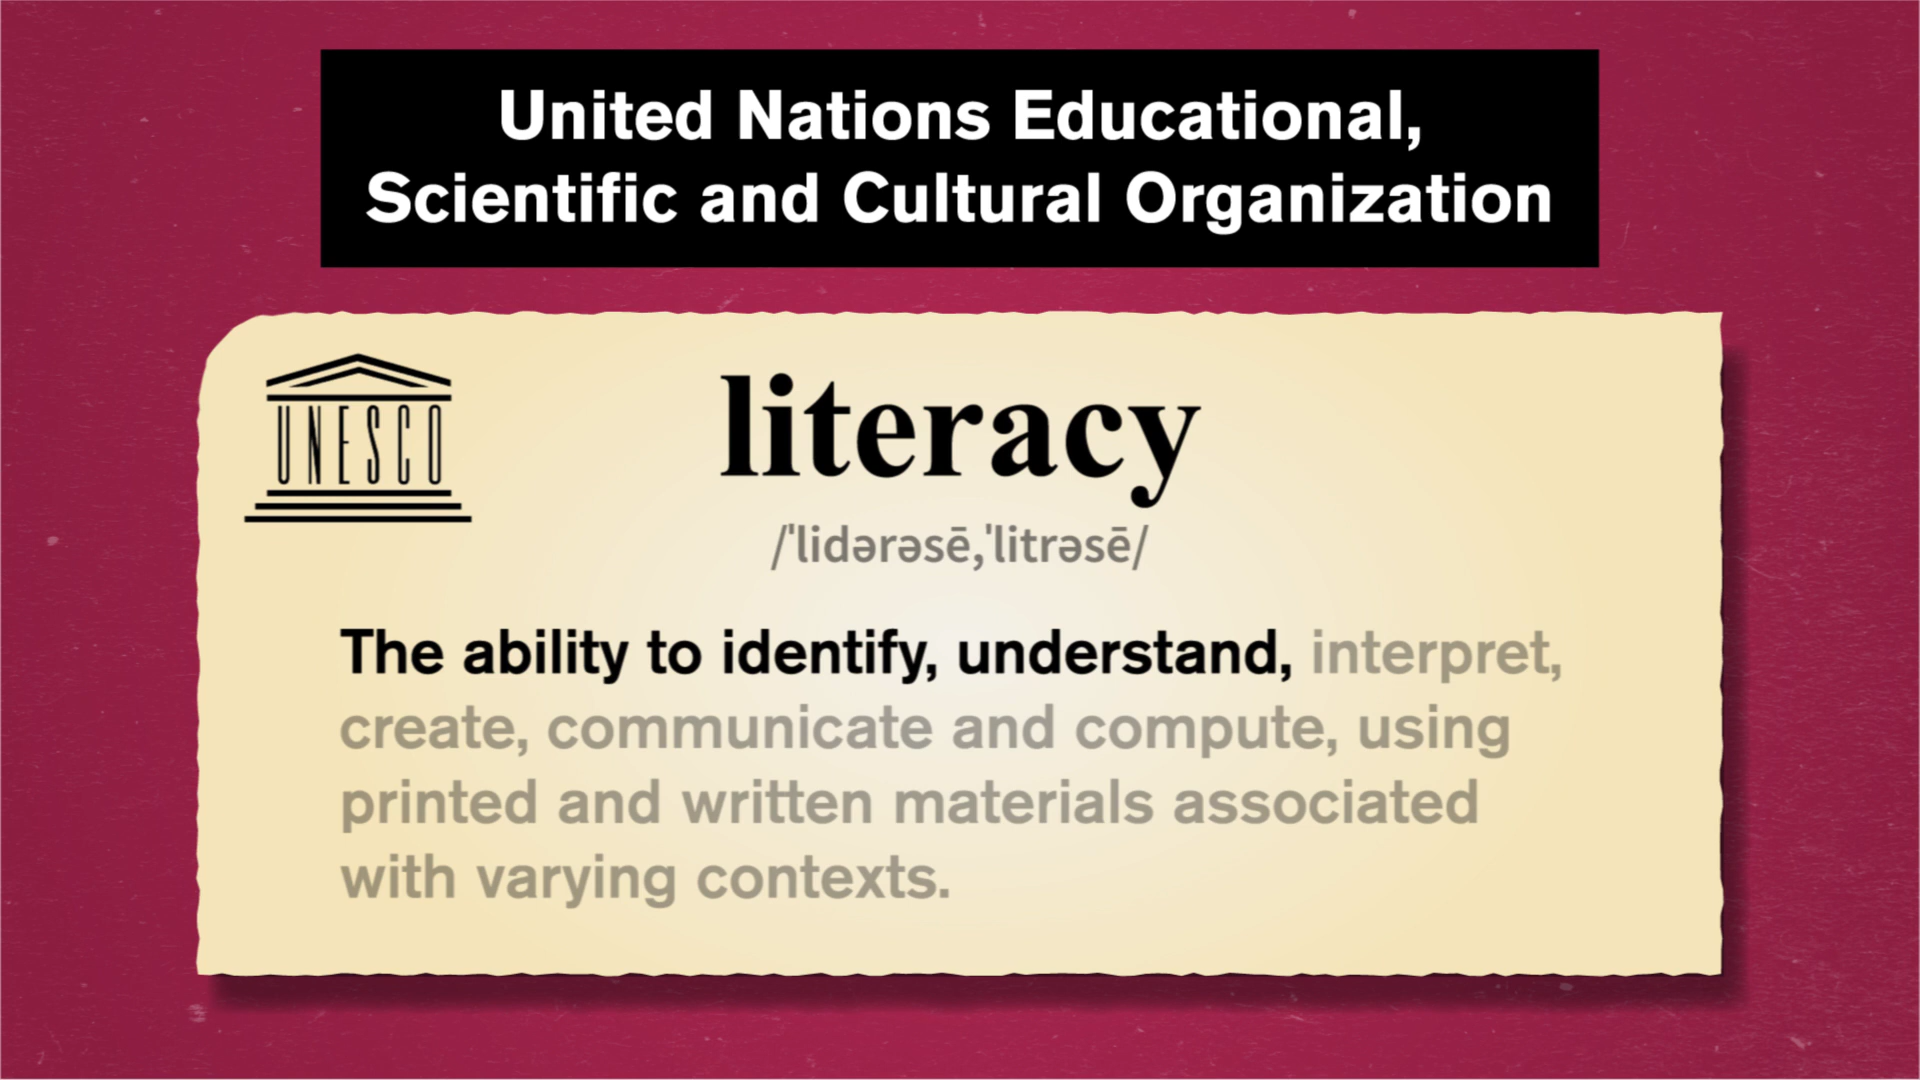 United Nations Educational,
Scientific and Cultural Organization
UNESCO
literacy
/ˈlidərəsē,ˈlitrəsē/
The ability to identify, understand, interpret,
create, communicate and compute, using
printed and written materials associated
with varying contexts.